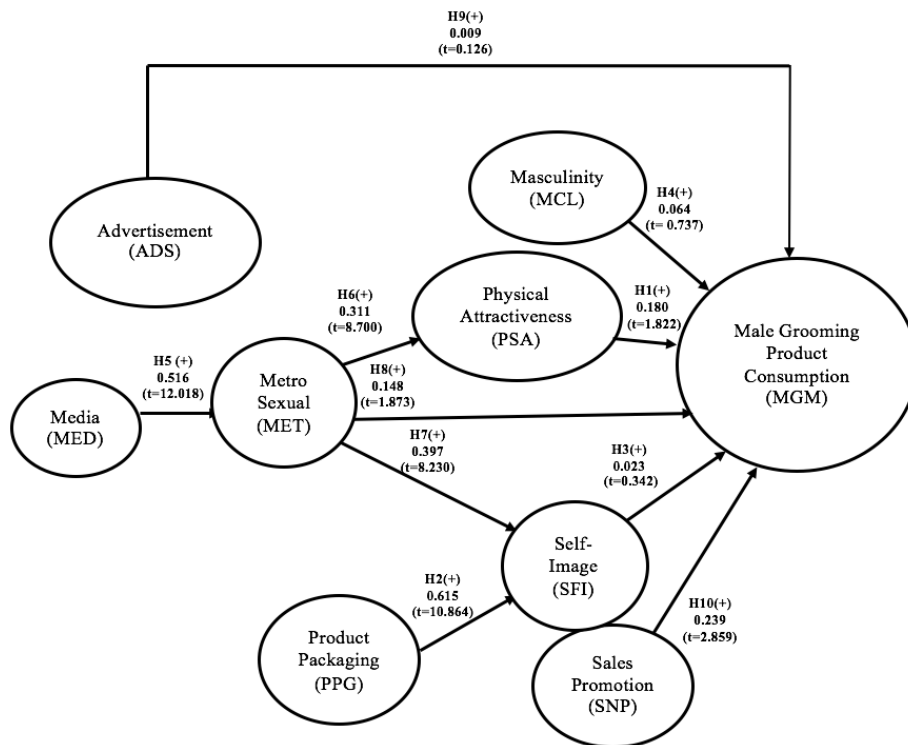 H9(+)
0.009
(t=0.126)
Masculinity
(MCL)
H4(+)
0.064
(t= 0.737)
Advertisement
(ADS)
H6(+)
0.311
(t=8.700)
Physical
Attractiveness
(PSA)
H1(+)
0.180
(t=1.822)
Male Grooming
Product
Consumption
(MGM)
H5 (+)
0.516
(t=12.018)
H8(+)
0.148
(t=1.873)
Metro
Sexual
(MET)
Media
(MED)
H7(+)
0.397
(t=8.230)
H3(+)
0.023
(t=0.342)
Self-
Image
(SFI)
H2(+)
0.615
(t=10.864)
H10(+)
0.239
(t=2.859)
Product
Packaging
(PPG)
Sales
Promotion
(SNP)